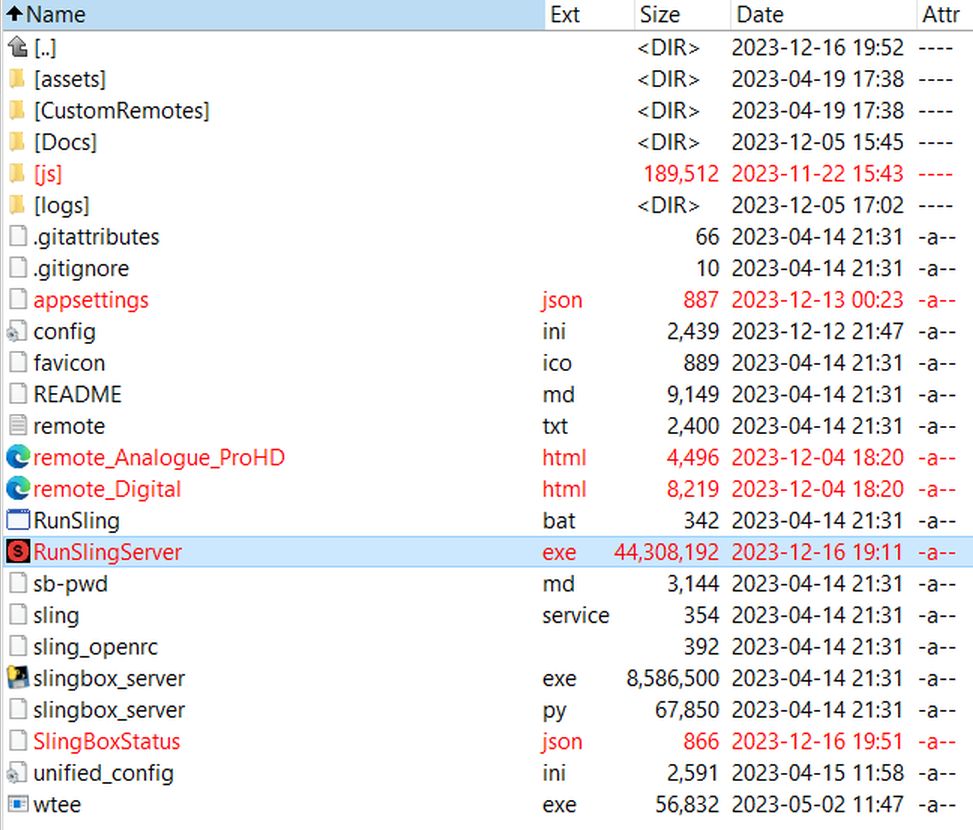 Name Ext Size Date Attr
[..] <DIR> 2023-12-16 19:52 ----
[assets] <DIR> 2023-04-19 17:38 ----
[CustomRemotes] <DIR> 2023-04-19 17:38 ----
[Docs] <DIR> 2023-12-05 15:45 ----
[js] 189,512 2023-11-22 15:43 ----
[logs] <DIR> 2023-12-05 17:02 ----
.gitattributes 66 2023-04-14 21:31 -a--
.gitignore 10 2023-04-14 21:31 -a--
appsettings json 887 2023-12-13 00:23 -a--
config ini 2,439 2023-12-12 21:47 -a--
favicon ico 889 2023-04-14 21:31 -a--
README md 9,149 2023-04-14 21:31 -a--
remote txt 2,400 2023-04-14 21:31 -a--
remote_Analogue_ProHD html 4,496 2023-12-04 18:20 -a--
remote_Digital html 8,219 2023-12-04 18:20 -a--
RunSling bat 342 2023-04-14 21:31 -a--
S RunSlingServer exe 44,308,192 2023-12-16 19:11 -a--
sb-pwd md 3,144 2023-04-14 21:31 -a--
sling service 354 2023-04-14 21:31 -a--
sling_openrc 392 2023-04-14 21:31 -a--
slingbox_server exe 8,586,500 2023-04-14 21:31 -a--
slingbox_server py 67,850 2023-04-14 21:31 -a--
SlingBoxStatus json 866 2023-12-16 19:51 -a--
unified_config ini 2,591 2023-04-15 11:58 -a--
wtee exe 56,832 2023-05-02 11:47 -a--